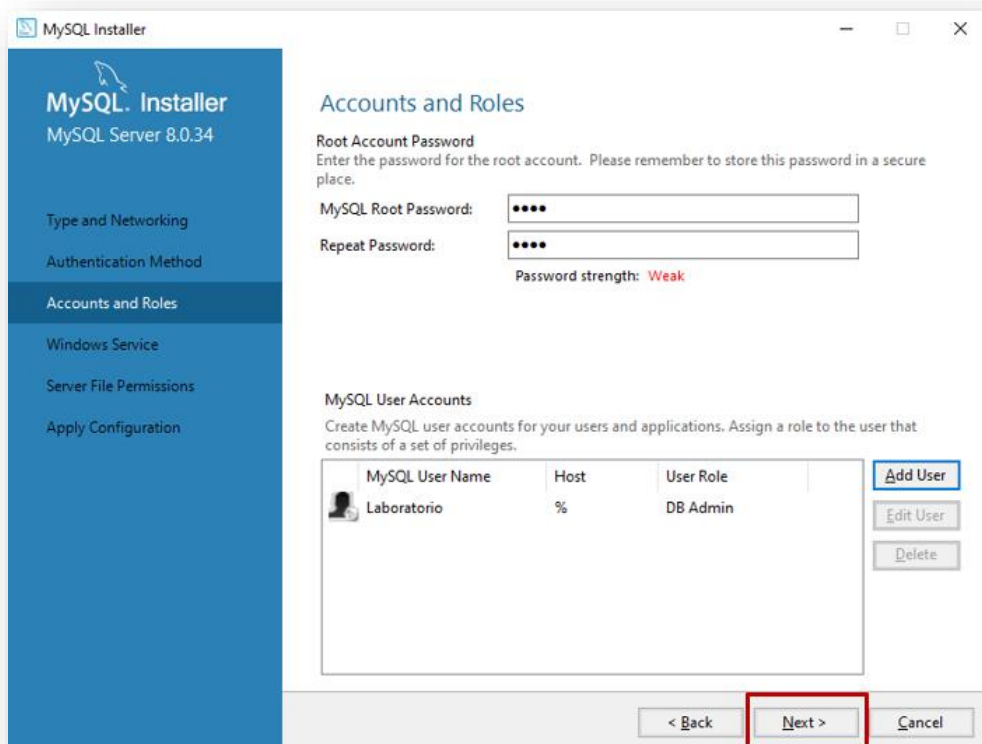 MySQL Installer
MySQL. Installer
MySQL Server 8.0.34
Type and Networking
Authentication Method
Accounts and Roles
Windows Service
Server File Permissions
Apply Configuration
Accounts and Roles
Root Account Password
Enter the password for the root account. Please remember to store this password in a secure
place.
MySQL Root Password: ●●●●
Repeat Password: ●●●●
Password strength: Weak
MySQL User Accounts
Create MySQL user accounts for your users and applications. Assign a role to the user that
consists of a set of privileges.
MySQL User Name Host User Role
Laboratorio % DB Admin
Add User
Edit User
Delete
< Back Next > Cancel